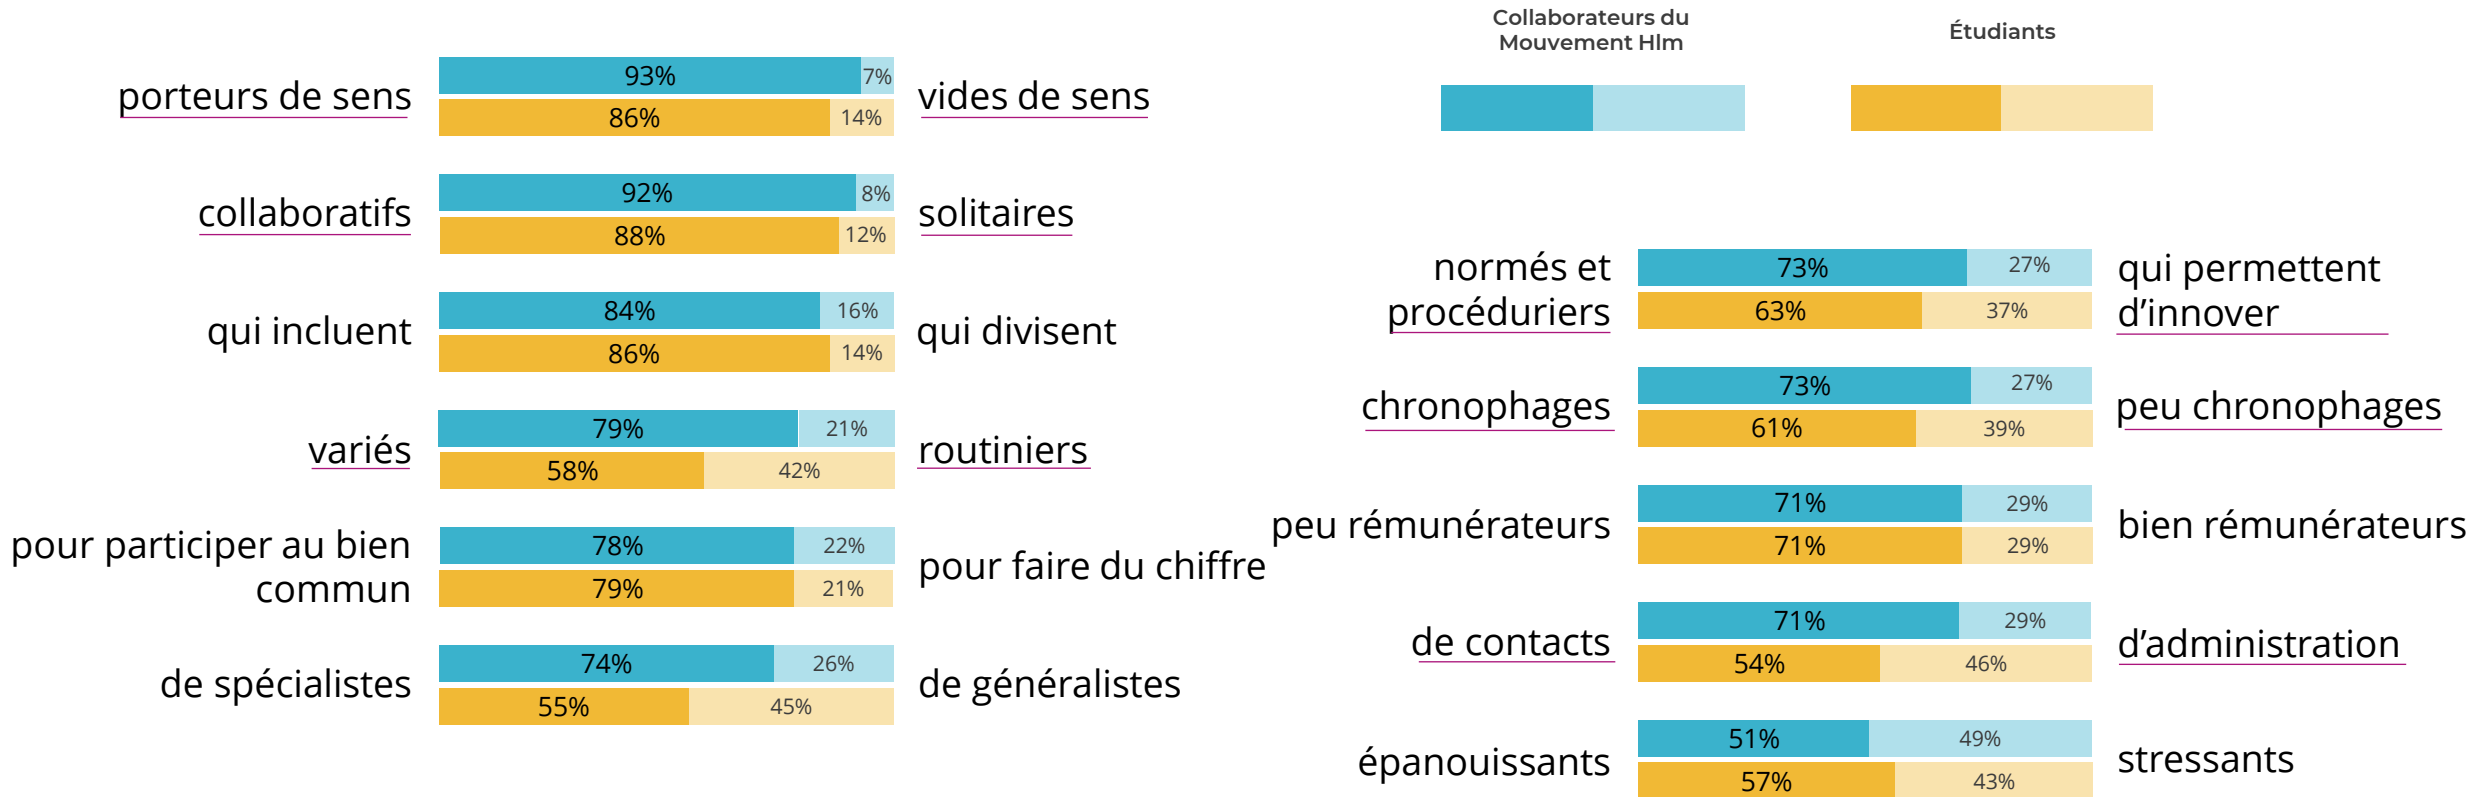 Collaborateurs du
Mouvement Hlm
Étudiants
porteurs de sens
93%
7%
86%
14%
vides de sens
collaboratifs
92%
8%
88%
12%
solitaires
qui incluent
84%
16%
86%
14%
qui divisent
variés
79%
21%
58%
42%
routiniers
pour participer au bien
commun
78%
22%
79%
21%
pour faire du chiffre
de spécialistes
74%
26%
55%
45%
de généralistes
normés et
procéduriers
73%
27%
63%
37%
qui permettent
d’innover
chronophages
73%
27%
61%
39%
peu chronophages
peu rémunérateurs
71%
29%
71%
29%
bien rémunérateurs
de contacts
71%
29%
54%
46%
d’administration
épanouissants
51%
49%
57%
43%
stressants